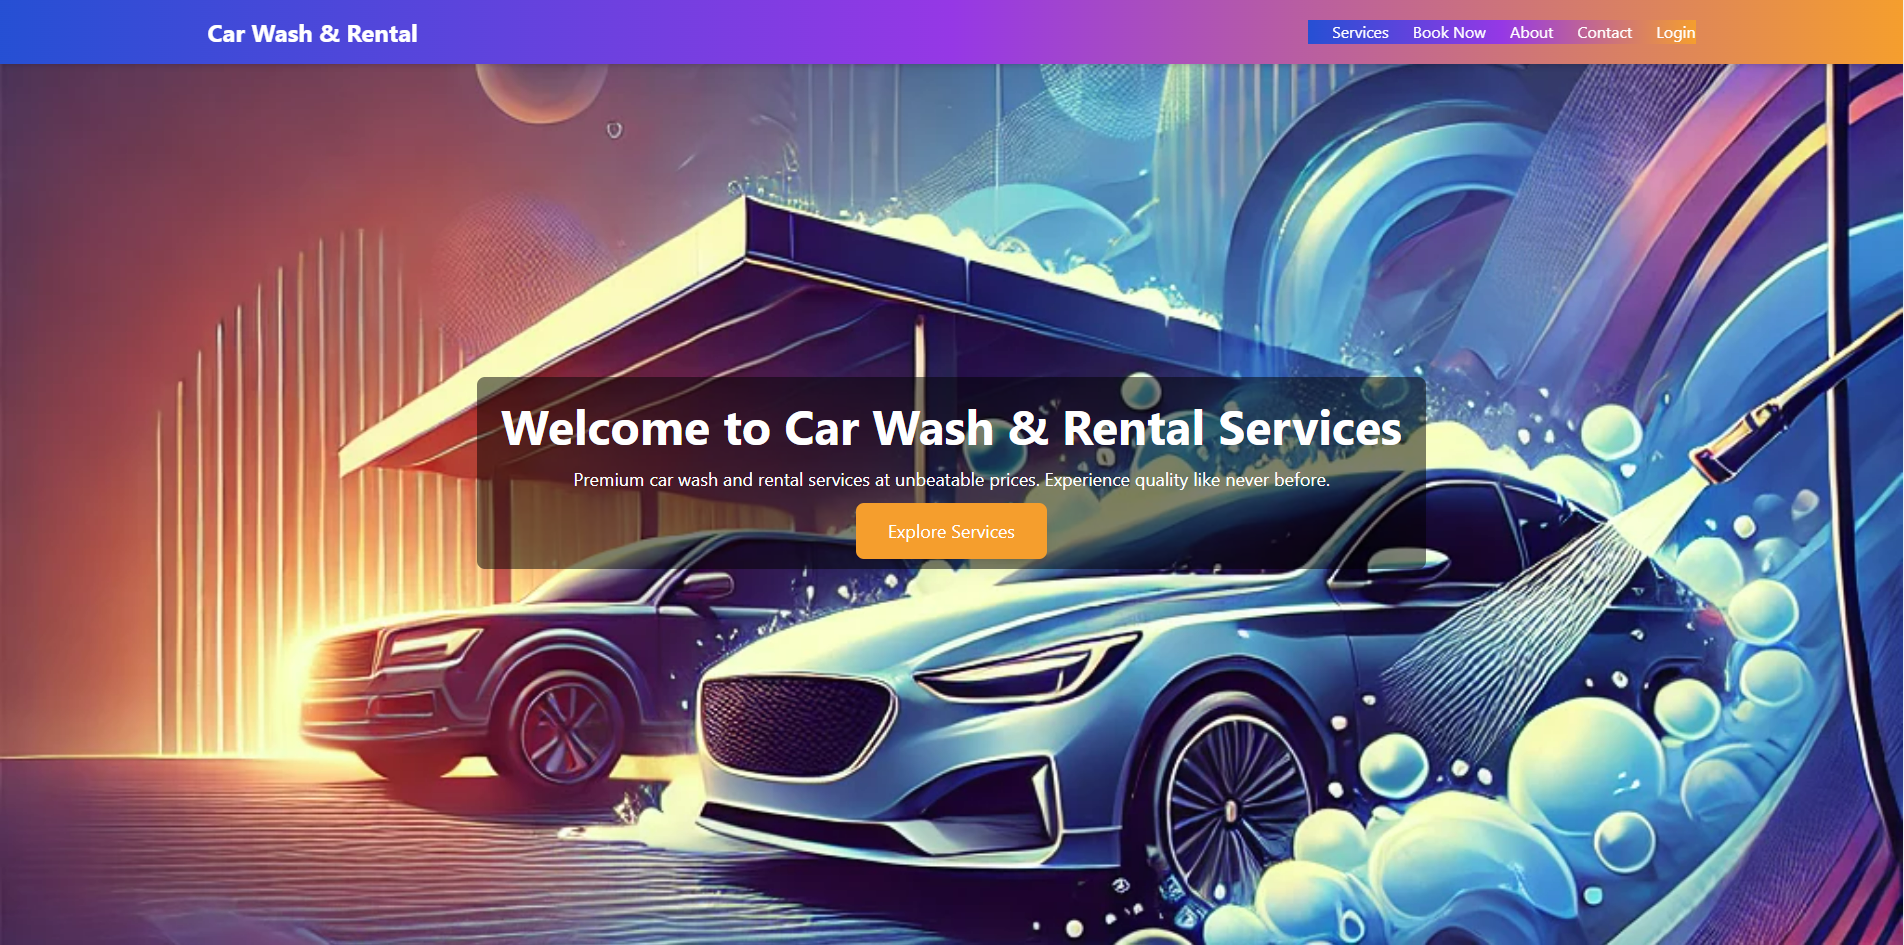 Car Wash & Rental
Services Book Now About Contact Login
Welcome to Car Wash & Rental Services
Premium car wash and rental services at unbeatable prices. Experience quality like never before.
Explore Services